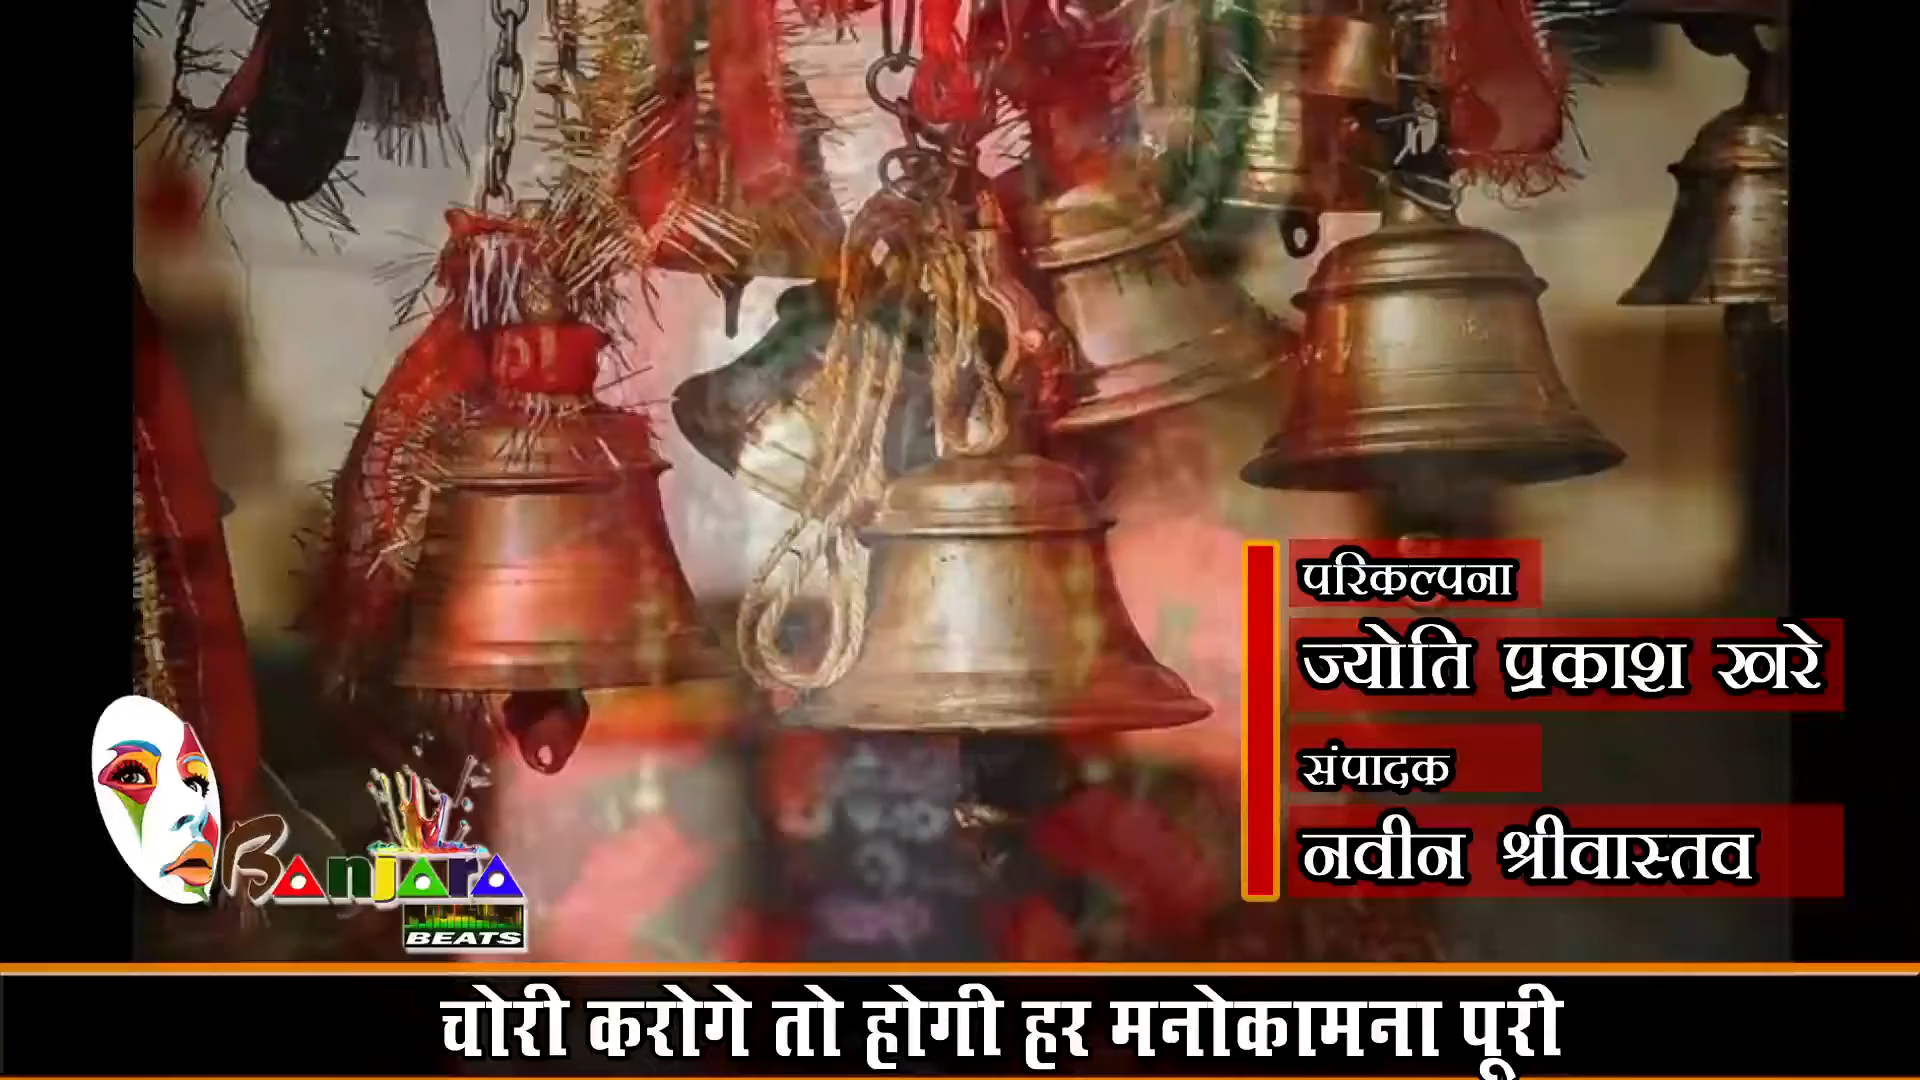 परिकल्पना
ज्योति प्रकाश खरे
संपादक
नवीन श्रीवास्तव
Banjara
BEATS
चोरी करोगे तो होगी हर मनोकामना पूरी